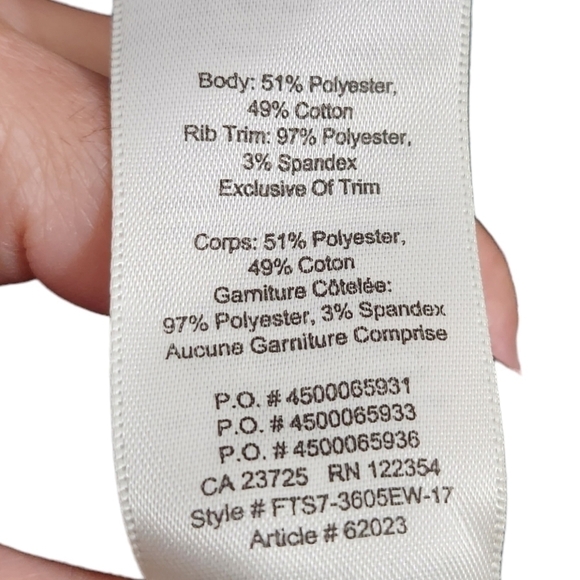 Body: 51% Polyester,
49% Cotton
Rib Trim: 97% Polyester,
3% Spandex
Exclusive Of Trim
Corps: 51% Polyester,
49% Coton
Garniture Côtelée:
97% Polyester, 3% Spandex
Aucune Garniture Comprise
P.O. # 4500065931
P.O. # 4500065933
P.O. # 4500065936
CA 23725 RN 122354
Style # FTS7-3605EW-17
Article # 62023